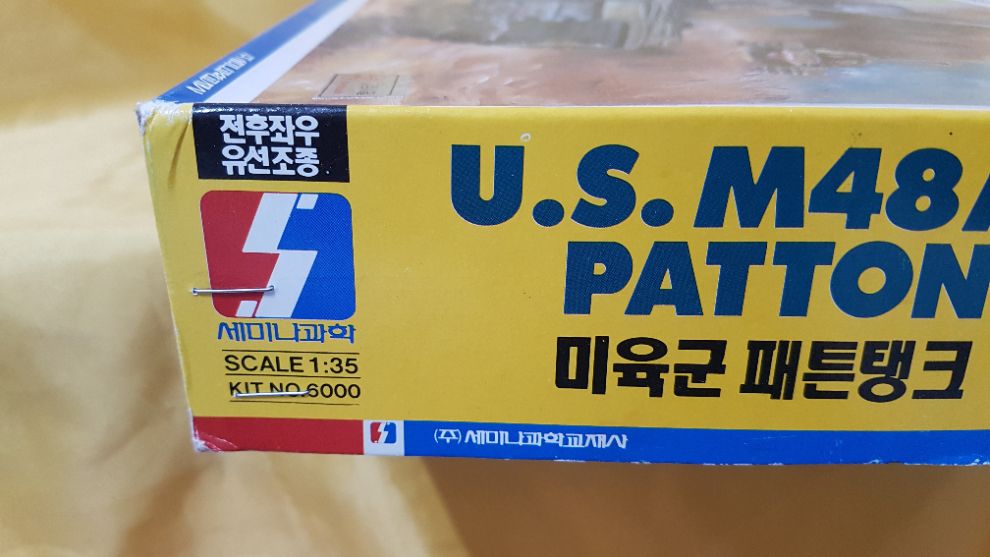 전후좌우
유선조종
U.S. M48A
PATTON
미육군 패튼탱크
세미나과학
SCALE 1:35
KIT NO.6000
(주)세미나과학교재사